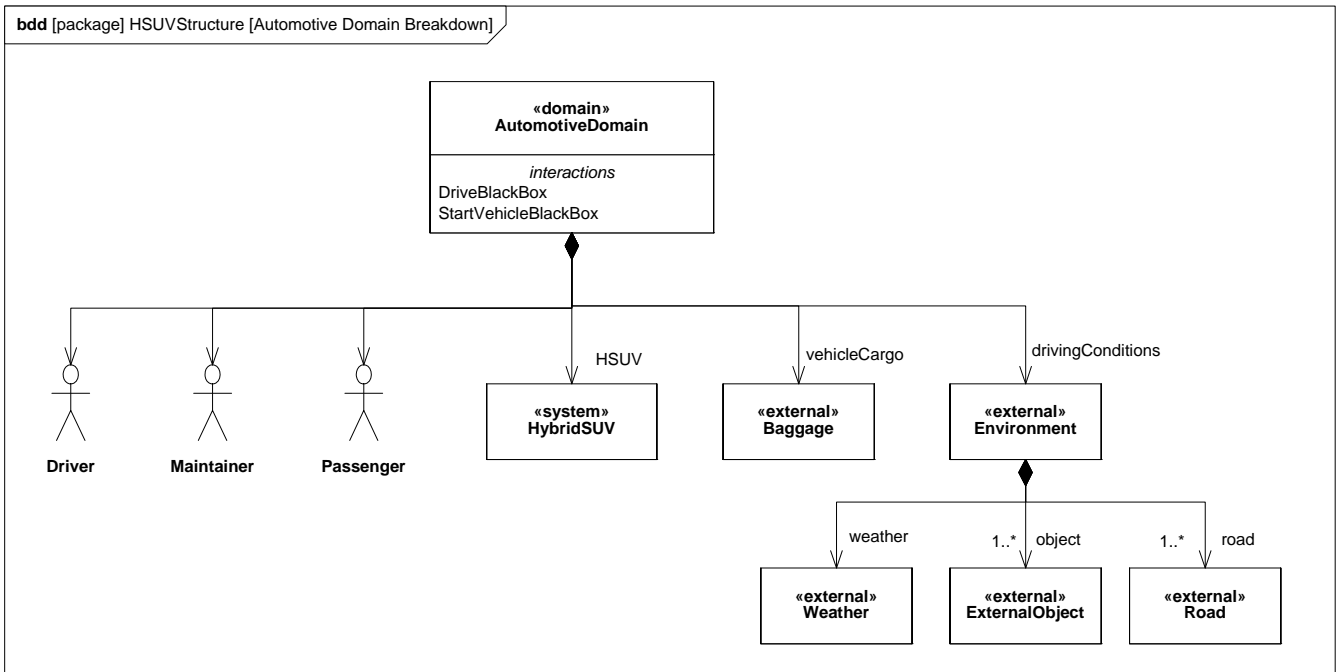 bdd [package] HSUVStructure [Automotive Domain Breakdown]
«domain»
AutomotiveDomain
interactions
DriveBlackBox
StartVehicleBlackBox
HSUV
vehicleCargo
drivingConditions
Driver
Maintainer
Passenger
«system»
HybridSUV
«external»
Baggage
«external»
Environment
weather
1..*
object
1..*
road
«external»
Weather
«external»
ExternalObject
«external»
Road